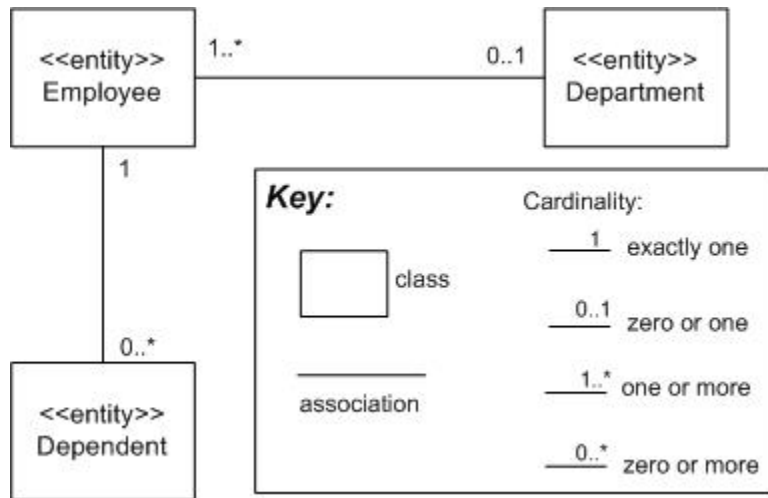 <<entity>>
Employee
1..*
0..1
<<entity>>
Department
1
0..*
<<entity>>
Dependent
Key:
class
association
Cardinality:
1 exactly one
0..1 zero or one
1..* one or more
0..* zero or more